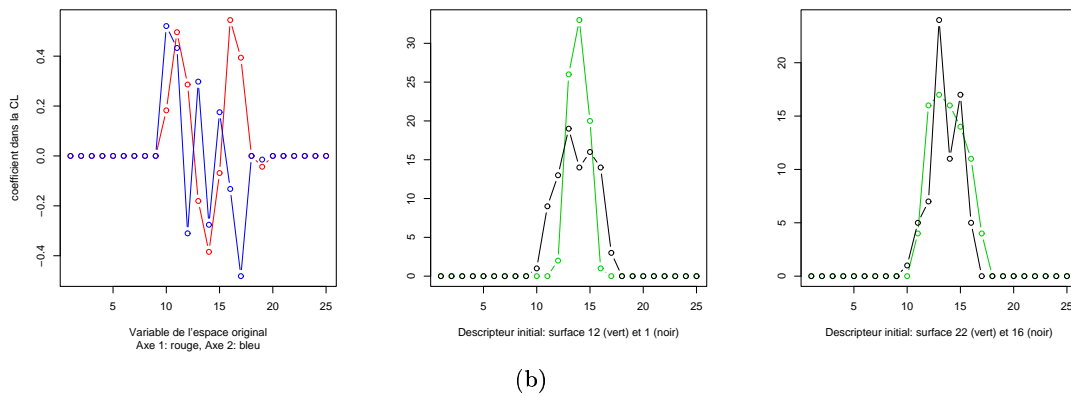 coefficient dans la CL
0.4
0.2
0.0
−0.2
−0.4
5 10 15 20 25
Variable de l'espace original
Axe 1: rouge, Axe 2: bleu
30
25
20
15
10
5
0
5 10 15 20 25
Descripteur initial: surface 12 (vert) et 1 (noir)
20
15
10
5
0
5 10 15 20 25
Descripteur initial: surface 22 (vert) et 16 (noir)
(b)